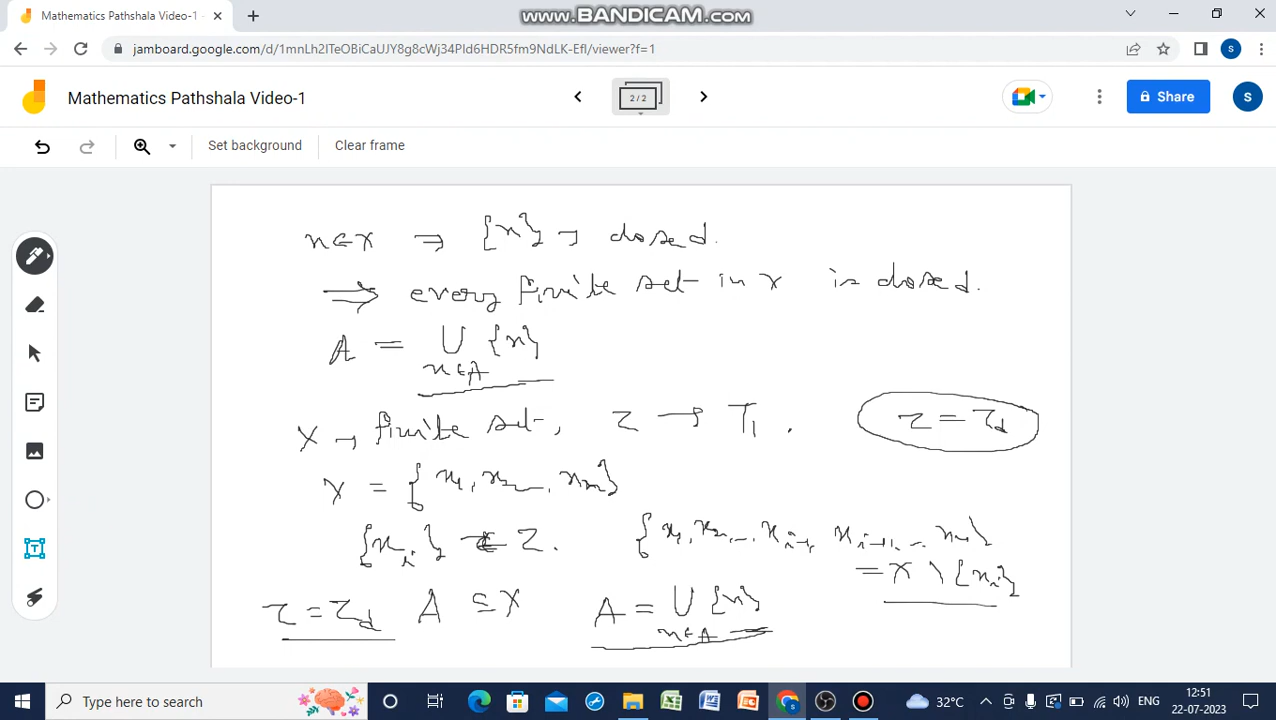 Mathematics Pathshala Video-1 -
www.BANDICAM.com
jamboard.google.com/d/1mnLh2ITeOBiCaUJY8g8cWj34PId6HDR5fm9NdLK-EfI/viewer?f=1
S
Mathematics Pathshala Video-1
2 / 2
Share
s
Set background
Clear frame
x ∈ X ⇒ {x} → closed.
⇒ every finite set in X is closed.
A = ∪ {x}
x ∈ A
X → finite set, τ → T₁ .
τ = τd
X = {x₁, x₂, ..., xn}
{xi} ∈ τ.
{x₁, x₂, ..., xi-1, xi+1, ..., xn}
= X \ {xi}
τ = τd A ⊆ X A = ∪ {x}
x ∈ A
Type here to search
32°C
12:51
22-07-2023